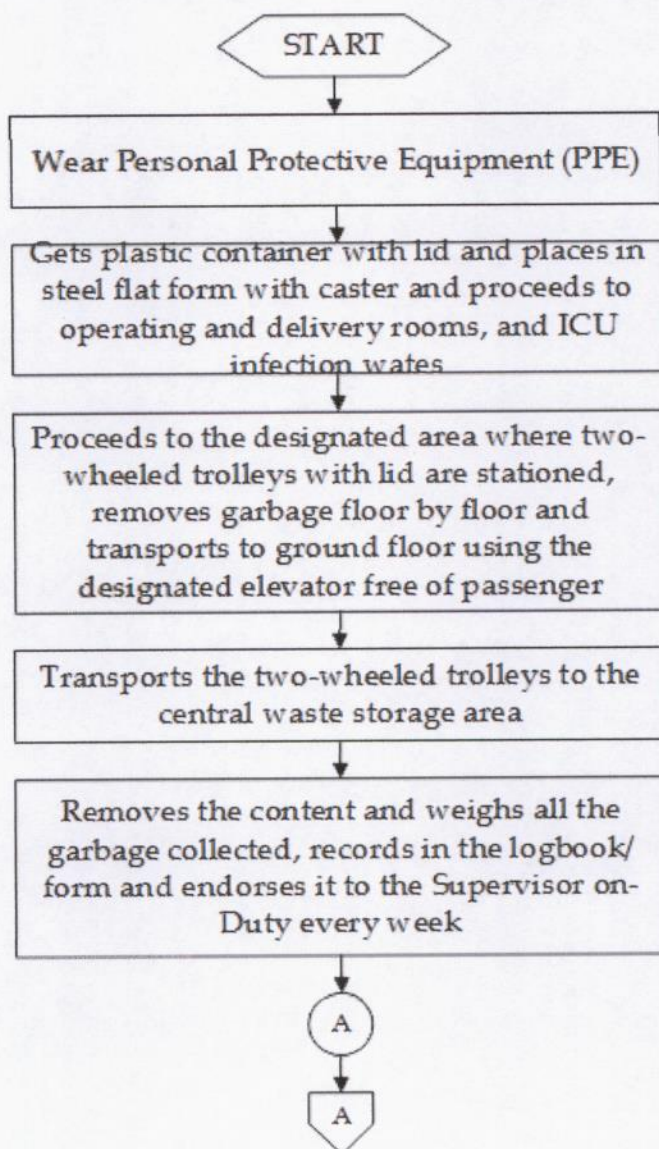 START
Wear Personal Protective Equipment (PPE)
Gets plastic container with lid and places in
steel flat form with caster and proceeds to
operating and delivery rooms, and ICU
infection wates
Proceeds to the designated area where two-
wheeled trolleys with lid are stationed,
removes garbage floor by floor and
transports to ground floor using the
designated elevator free of passenger
Transports the two-wheeled trolleys to the
central waste storage area
Removes the content and weighs all the
garbage collected, records in the logbook/
form and endorses it to the Supervisor on-
Duty every week
A
A